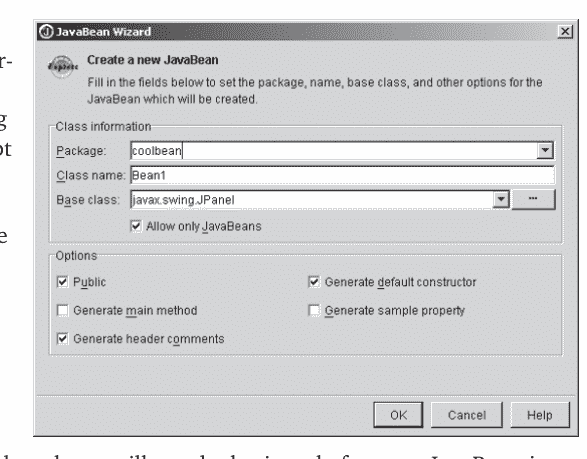 JavaBean Wizard
Create a new JavaBean
Fill in the fields below to set the package, name, base class, and other options for the
JavaBean which will be created.
Class information
Package: coolbean
Class name: Bean1
Base class: javax.swing.JPanel ...
Allow only JavaBeans
Options
Public
Generate default constructor
Generate main method
Generate sample property
Generate header comments
OK Cancel Help